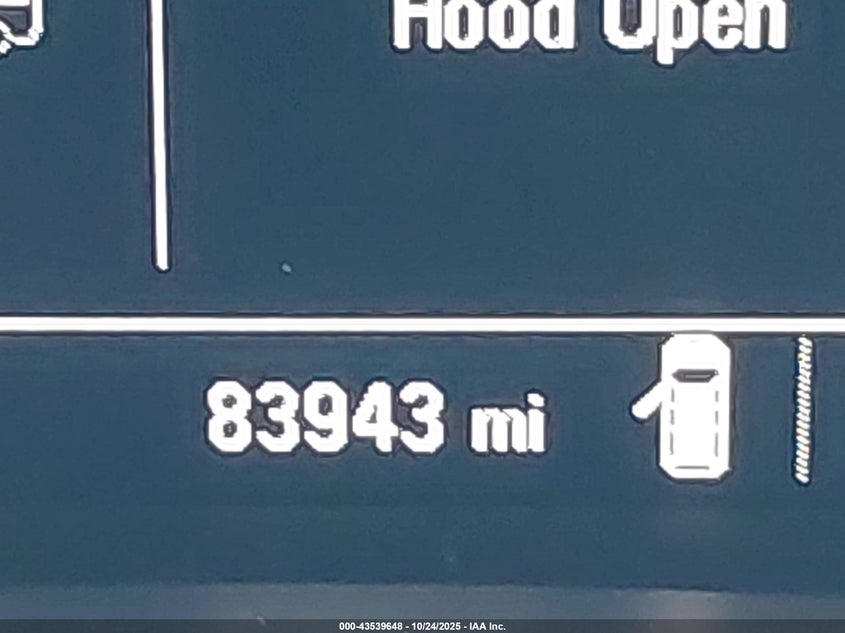 Hood Open
83943 mi
000-43539648 - 10/24/2025 - IAA Inc.